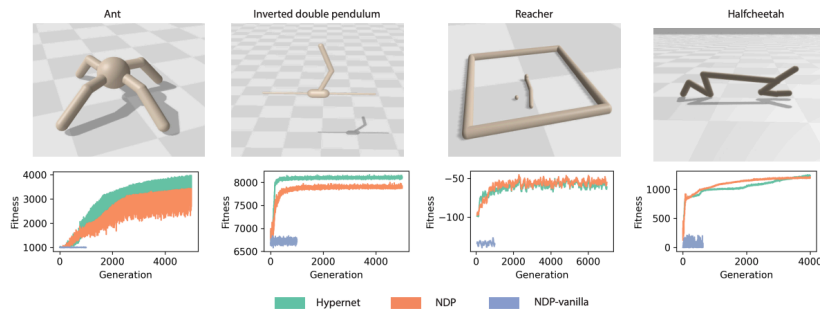 Ant
Inverted double pendulum
Reacher
Halfcheetah
Fitness
4000
3000
2000
1000
0
2000
4000
Generation
Fitness
8000
7500
7000
6500
0
2000
4000
Generation
Fitness
−50
−100
0
2000
4000
6000
Generation
Fitness
1000
500
0
0
1000
2000
3000
4000
Generation
Hypernet
NDP
NDP-vanilla